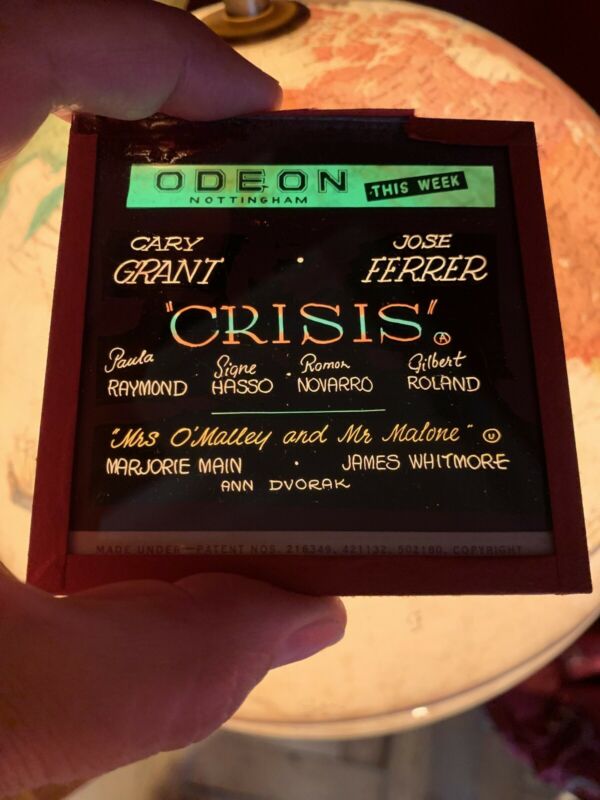 ODEON THIS WEEK
NOTTINGHAM
CARY JOSE
GRANT · FERRER
"CRISIS" A
Paula Signe Ramon Gilbert
RAYMOND HASSO · NOVARRO ROLAND
"Mrs O'Malley and Mr Malone" U
MARJORIE MAIN · JAMES WHITMORE
ANN DVORAK
MADE UNDER—PATENT NOS. 216349, 421132, 502180, COPYRIGHT